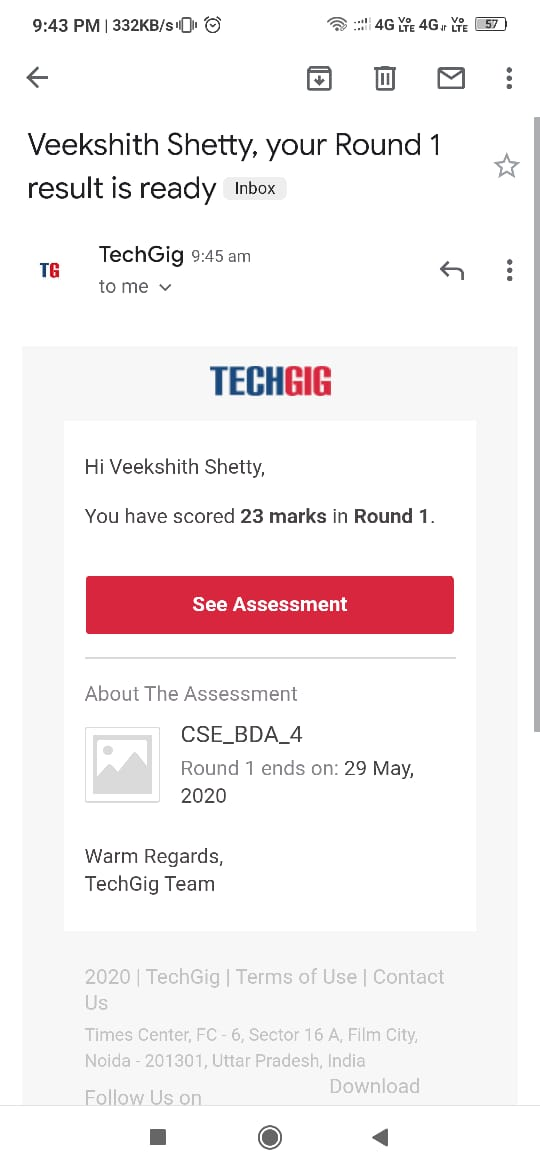 9:43 PM | 332KB/s 4G Vo LTE 4G Vo LTE 57
Veekshith Shetty, your Round 1
result is ready Inbox
TG TechGig 9:45 am
to me
TECHGIG
Hi Veekshith Shetty,
You have scored 23 marks in Round 1.
See Assessment
About The Assessment
CSE_BDA_4
Round 1 ends on: 29 May,
2020
Warm Regards,
TechGig Team
2020 | TechGig | Terms of Use | Contact
Us
Times Center, FC - 6, Sector 16 A, Film City,
Noida - 201301, Uttar Pradesh, India
Download
Follow Us on